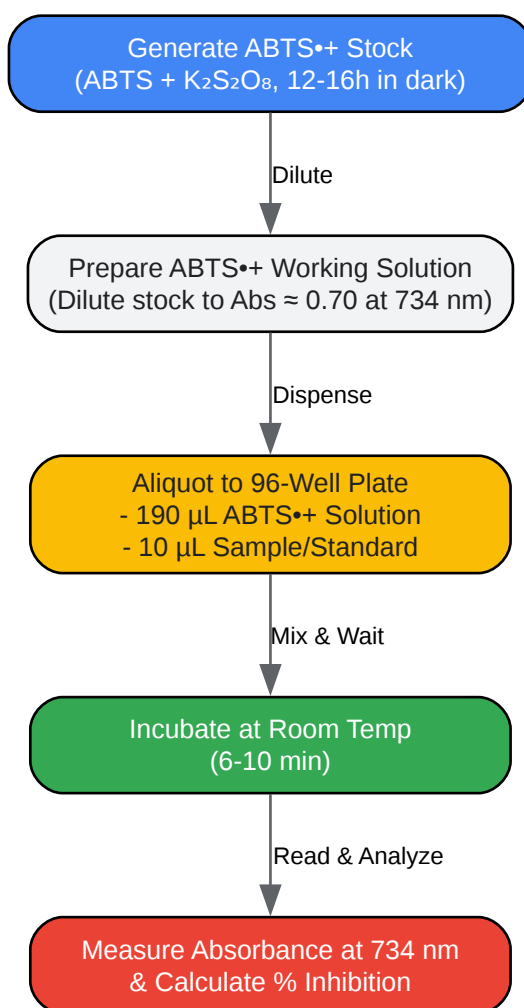 Generate ABTS•+ Stock
(ABTS + K₂S₂O₈, 12-16h in dark)
Dilute
Prepare ABTS•+ Working Solution
(Dilute stock to Abs ≈ 0.70 at 734 nm)
Dispense
Aliquot to 96-Well Plate
- 190 µL ABTS•+ Solution
- 10 µL Sample/Standard
Mix & Wait
Incubate at Room Temp
(6-10 min)
Read & Analyze
Measure Absorbance at 734 nm
& Calculate % Inhibition